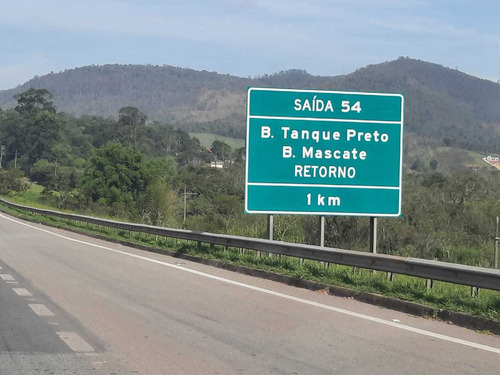 SAÍDA 54
B. Tanque Preto
B. Mascate
RETORNO
1 km